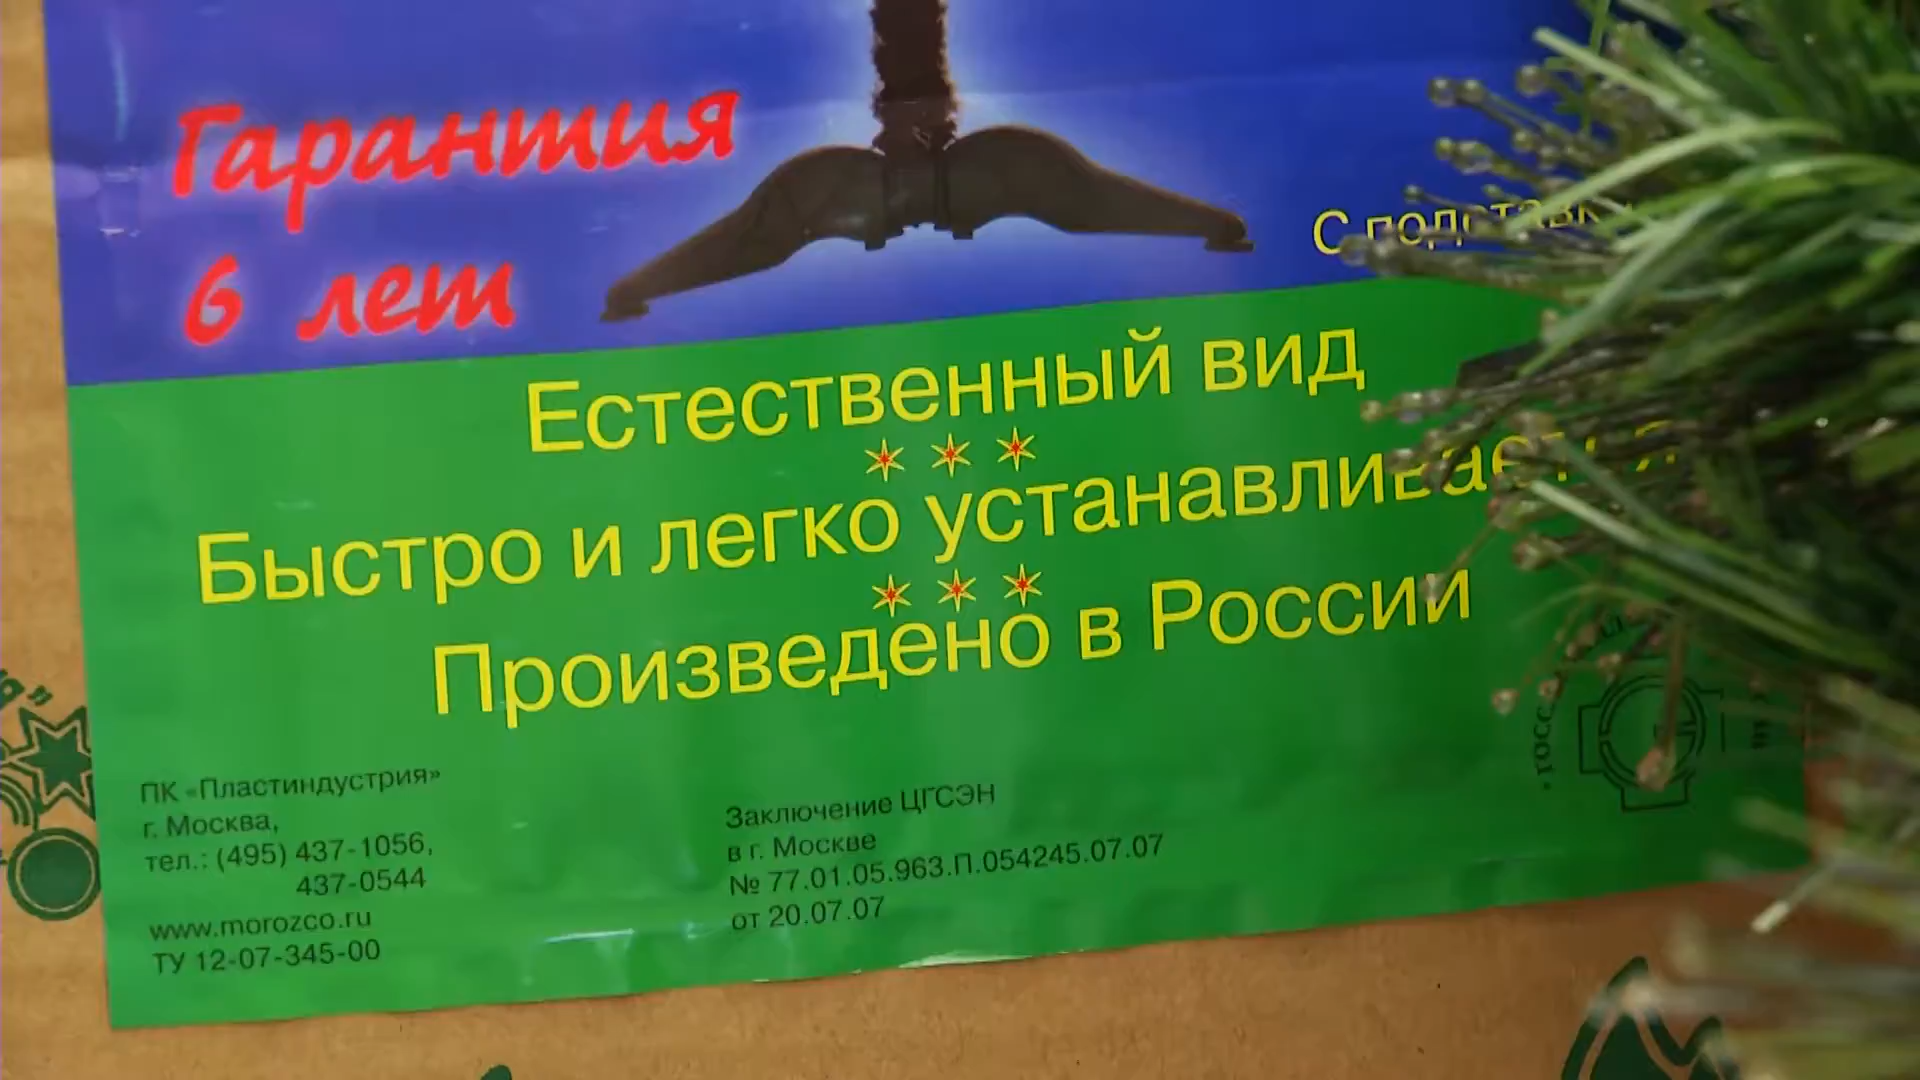 Гарантия
6 лет
С подставкой
Естественный вид
Быстро и легко устанавливается
Произведено в России
ПК «Пластиндустрия»
г. Москва,
тел.: (495) 437-1056,
437-0544
www.morozco.ru
ТУ 12-07-345-00
Заключение ЦГСЭН
в г. Москве
№ 77.01.05.963.П.054245.07.07
от 20.07.07